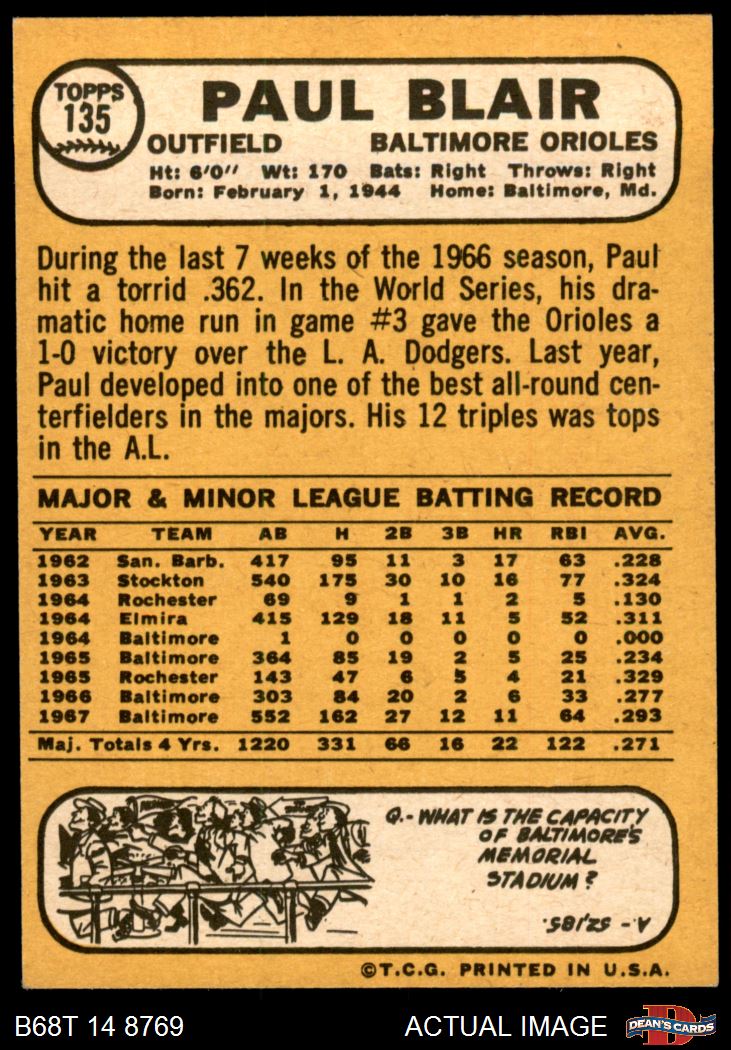 TOPPS
135
PAUL BLAIR
OUTFIELD BALTIMORE ORIOLES
Ht: 6'0" Wt: 170 Bats: Right Throws: Right
Born: February 1, 1944 Home: Baltimore, Md.
During the last 7 weeks of the 1966 season, Paul
hit a torrid .362. In the World Series, his dra-
matic home run in game #3 gave the Orioles a
1-0 victory over the L. A. Dodgers. Last year,
Paul developed into one of the best all-round cen-
terfielders in the majors. His 12 triples was tops
in the A.L.
MAJOR & MINOR LEAGUE BATTING RECORD
YEAR TEAM AB H 2B 3B HR RBI AVG.
1962 San. Barb. 417 95 11 3 17 63 .228
1963 Stockton 540 175 30 10 16 77 .324
1964 Rochester 69 9 1 1 2 5 .130
1964 Elmira 415 129 18 11 5 52 .311
1964 Baltimore 1 0 0 0 0 0 .000
1965 Baltimore 364 85 19 2 5 25 .234
1965 Rochester 143 47 6 5 4 21 .329
1966 Baltimore 303 84 20 2 6 33 .277
1967 Baltimore 552 162 27 12 11 64 .293
Maj. Totals 4 Yrs. 1220 331 66 16 22 122 .271
Q.- WHAT IS THE CAPACITY
OF BALTIMORE'S
MEMORIAL
STADIUM?
A.- 52,185.
©T.C.G. PRINTED IN U.S.A.
B68T 14 8769 ACTUAL IMAGE
D
DEAN'S CARDS